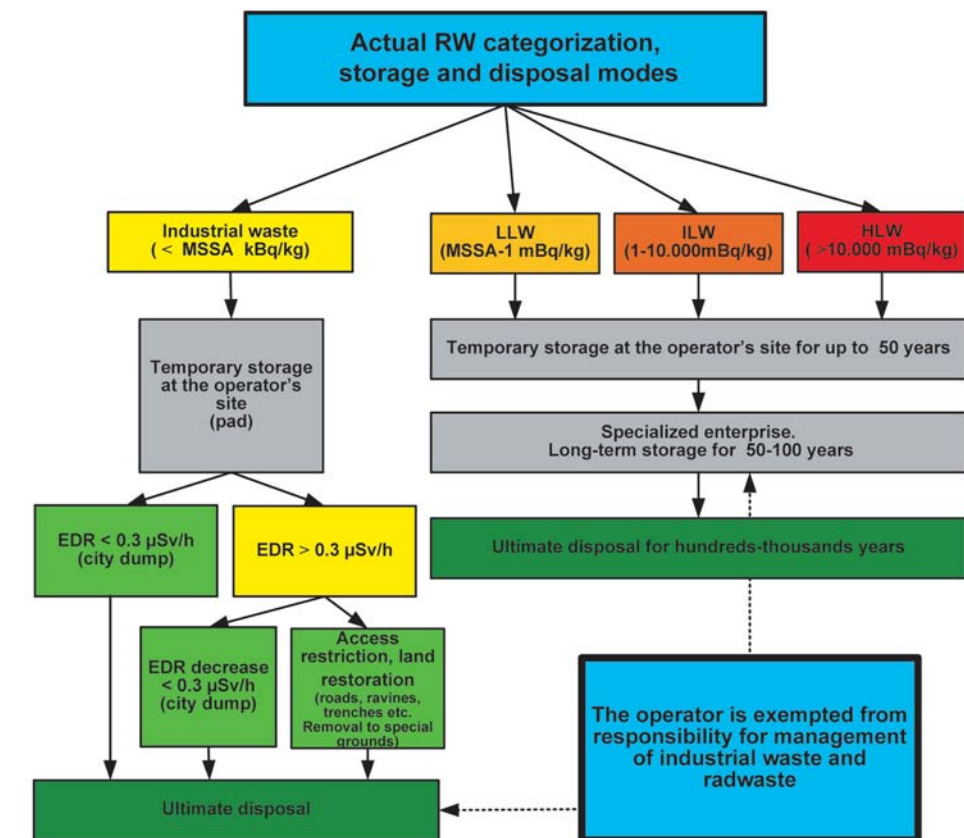 Actual RW categorization,
storage and disposal modes
Industrial waste
( < MSSA kBq/kg)
LLW
(MSSA-1 mBq/kg)
ILW
(1-10.000mBq/kg)
HLW
( >10.000 mBq/kg)
Temporary storage
at the operator's
site
(pad)
Temporary storage at the operator's site for up to 50 years
Specialized enterprise.
Long-term storage for 50-100 years
EDR < 0.3 µSv/h
(city dump)
EDR > 0.3 µSv/h
Ultimate disposal for hundreds-thousands years
EDR decrease
< 0.3 µSv/h
(city dump)
Access
restriction, land
restoration
(roads, ravines,
trenches etc.
Removal to special
grounds)
The operator is exempted from
responsibility for management
of industrial waste and
radwaste
Ultimate disposal